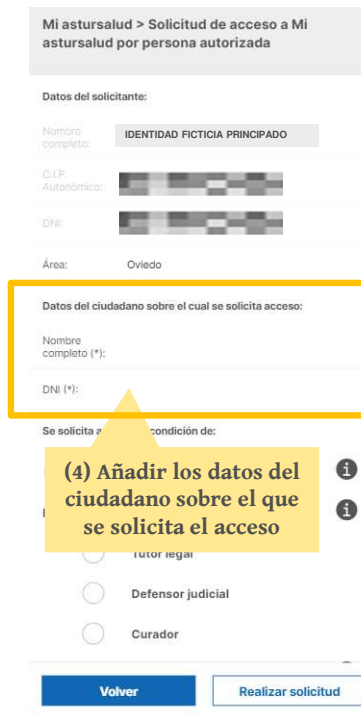 Mi astursalud > Solicitud de acceso a Mi
astursalud por persona autorizada
Datos del solicitante:
Nombre
completo:
IDENTIDAD FICTICIA PRINCIPADO
C.I.P.
Autonómico:
DNI:
Área: Oviedo
Datos del ciudadano sobre el cual se solicita acceso:
Nombre
completo (*):
DNI (*):
Se solicita a condición de:
(4) Añadir los datos del
ciudadano sobre el que
se solicita el acceso
Tutor legal
Defensor judicial
Curador
Volver Realizar solicitud